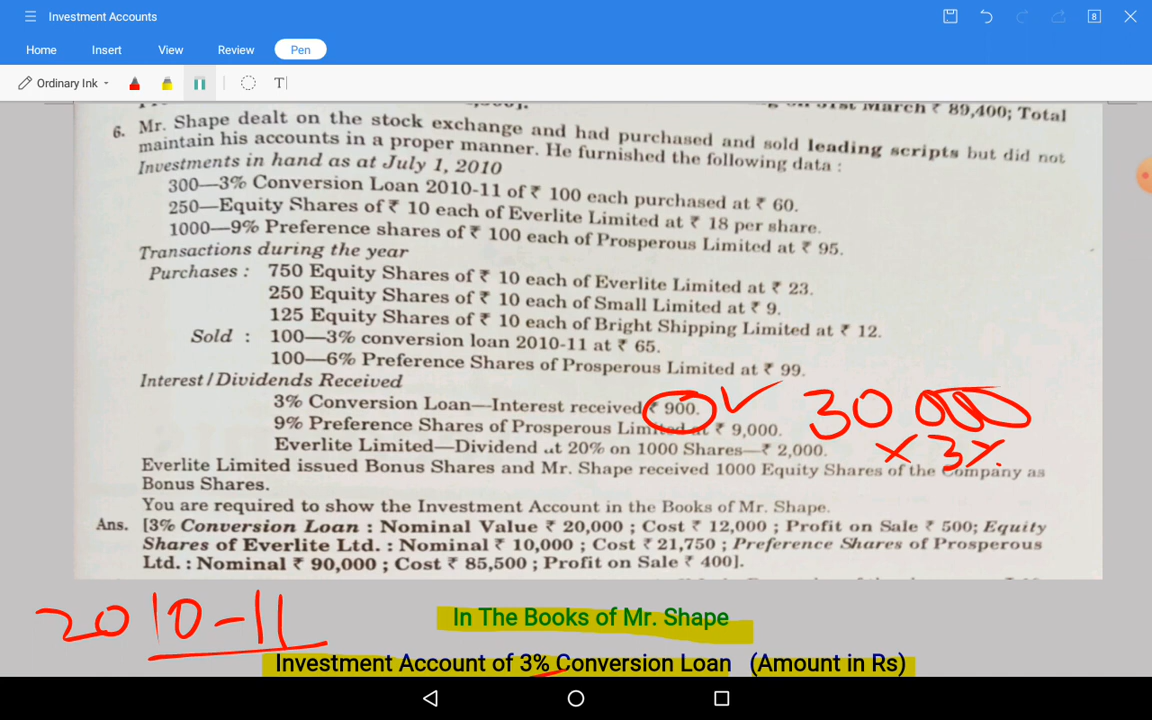 Investment Accounts
8
Home Insert View Review Pen
Ordinary Ink T
31st March ₹ 89,400; Total
6. Mr. Shape dealt on the stock exchange and had purchased and sold leading scripts but did not
maintain his accounts in a proper manner. He furnished the following data :
Investments in hand as at July 1, 2010
300—3% Conversion Loan 2010-11 of ₹ 100 each purchased at ₹ 60.
250—Equity Shares of ₹ 10 each of Everlite Limited at ₹ 18 per share.
1000—9% Preference shares of ₹ 100 each of Prosperous Limited at ₹ 95.
Transactions during the year
Purchases : 750 Equity Shares of ₹ 10 each of Everlite Limited at ₹ 23.
250 Equity Shares of ₹ 10 each of Small Limited at ₹ 9.
125 Equity Shares of ₹ 10 each of Bright Shipping Limited at ₹ 12.
Sold : 100—3% conversion loan 2010-11 at ₹ 65.
100—6% Preference Shares of Prosperous Limited at ₹ 99.
Interest/Dividends Received
3% Conversion Loan—Interest received ₹ 900.
30000
9% Preference Shares of Prosperous Limited at ₹ 9,000.
× 3%
Everlite Limited—Dividend at 20% on 1000 Shares—₹ 2,000.
Everlite Limited issued Bonus Shares and Mr. Shape received 1000 Equity Shares of the Company as
Bonus Shares.
You are required to show the Investment Account in the Books of Mr. Shape.
Ans. [3% Conversion Loan : Nominal Value ₹ 20,000 ; Cost ₹ 12,000 ; Profit on Sale ₹ 500; Equity
Shares of Everlite Ltd. : Nominal ₹ 10,000 ; Cost ₹ 21,750 ; Preference Shares of Prosperous
Ltd. : Nominal ₹ 90,000 ; Cost ₹ 85,500 ; Profit on Sale ₹ 400].
2010-11
In The Books of Mr. Shape
Investment Account of 3% Conversion Loan (Amount in Rs)